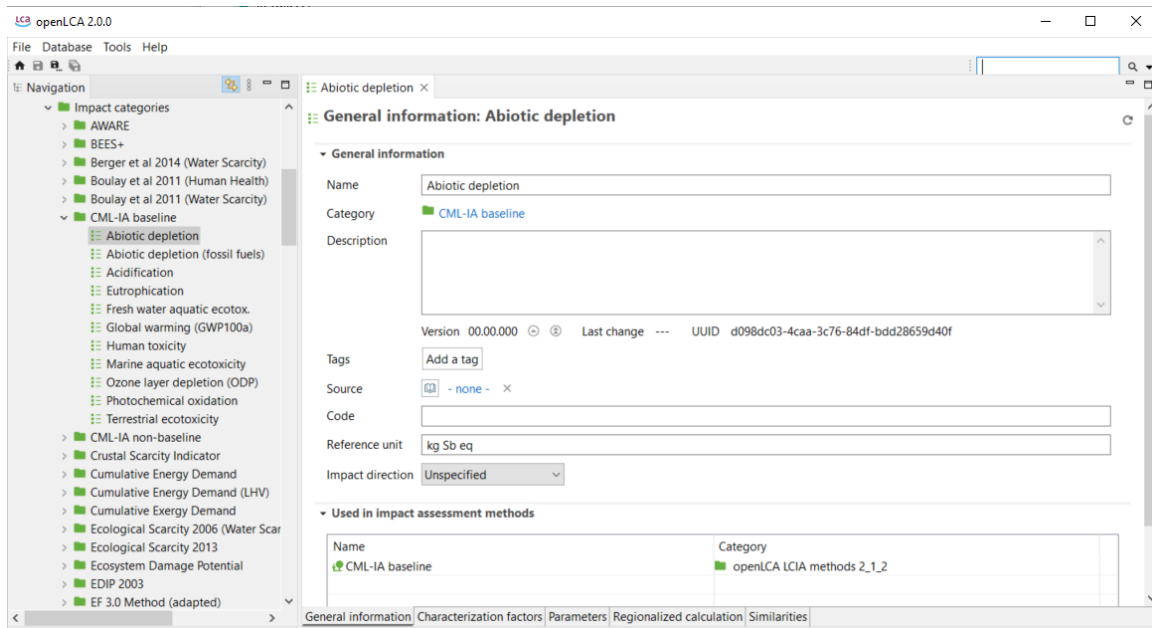 LCA openLCA 2.0.0
File Database Tools Help
Navigation
Impact categories
AWARE
BEES+
Berger et al 2014 (Water Scarcity)
Boulay et al 2011 (Human Health)
Boulay et al 2011 (Water Scarcity)
CML-IA baseline
Abiotic depletion
Abiotic depletion (fossil fuels)
Acidification
Eutrophication
Fresh water aquatic ecotox.
Global warming (GWP100a)
Human toxicity
Marine aquatic ecotoxicity
Ozone layer depletion (ODP)
Photochemical oxidation
Terrestrial ecotoxicity
CML-IA non-baseline
Crustal Scarcity Indicator
Cumulative Energy Demand
Cumulative Energy Demand (LHV)
Cumulative Exergy Demand
Ecological Scarcity 2006 (Water Scar
Ecological Scarcity 2013
Ecosystem Damage Potential
EDIP 2003
EF 3.0 Method (adapted)
Abiotic depletion
General information: Abiotic depletion
General information
Name Abiotic depletion
Category CML-IA baseline
Description
Version 00.00.000 Last change --- UUID d098dc03-4caa-3c76-84df-bdd28659d40f
Tags Add a tag
Source - none -
Code
Reference unit kg Sb eq
Impact direction Unspecified
Used in impact assessment methods
Name Category
CML-IA baseline openLCA LCIA methods 2_1_2
General information Characterization factors Parameters Regionalized calculation Similarities